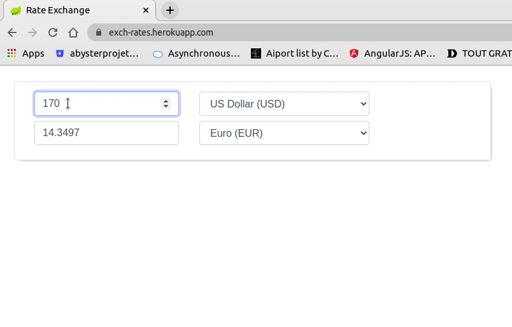 Rate Exchange
exch-rates.herokuapp.com
Apps abysterprojet... Asynchronous... Aiport list by C... AngularJS: AP... TOUT GRAT
170 US Dollar (USD)
14.3497 Euro (EUR)